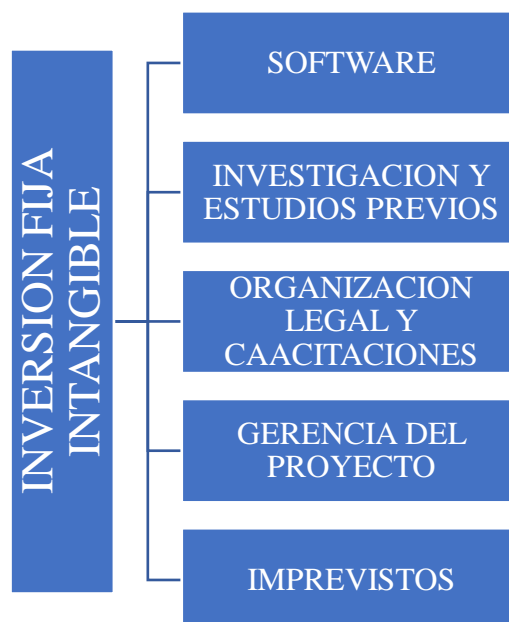 INVERSION FIJA
INTANGIBLE
SOFTWARE
INVESTIGACION Y
ESTUDIOS PREVIOS
ORGANIZACION
LEGAL Y
CAACITACIONES
GERENCIA DEL
PROYECTO
IMPREVISTOS